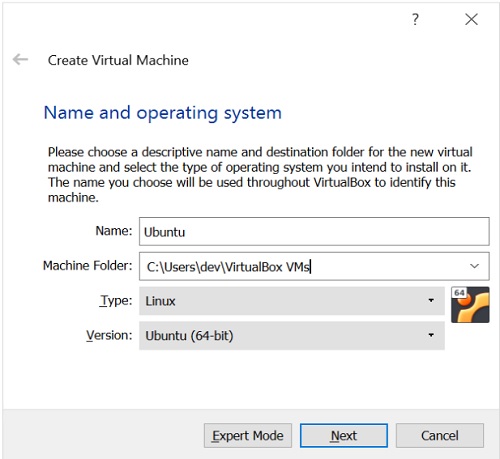 ?
Create Virtual Machine
Name and operating system
Please choose a descriptive name and destination folder for the new virtual
machine and select the type of operating system you intend to install on it.
The name you choose will be used throughout VirtualBox to identify this
machine.
Name: Ubuntu
Machine Folder: C:\Users\dev\VirtualBox VMs
Type: Linux
64
Version: Ubuntu (64-bit)
Expert Mode Next Cancel